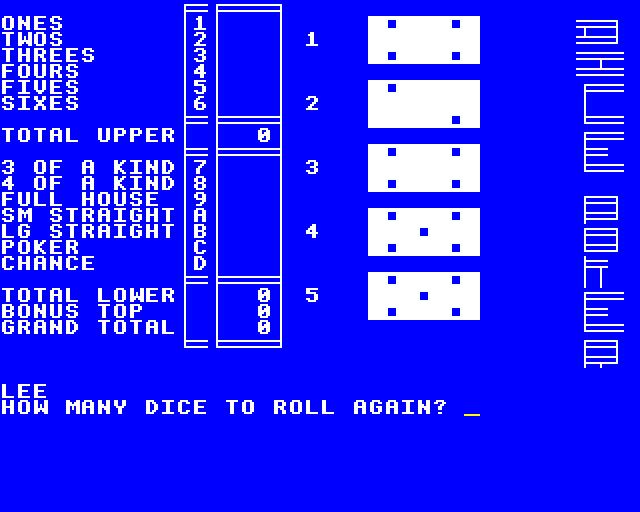 ONES 1
TWOS 2 1
THREES 3
FOURS 4
FIVES 5
SIXES 6 2
TOTAL UPPER 0
3 OF A KIND 7 3
4 OF A KIND 8
FULL HOUSE 9
SM STRAIGHT A
LG STRAIGHT B 4
POKER C
CHANCE D
TOTAL LOWER 0 5
BONUS TOP 0
GRAND TOTAL 0
DICE POKER
LEE
HOW MANY DICE TO ROLL AGAIN? _